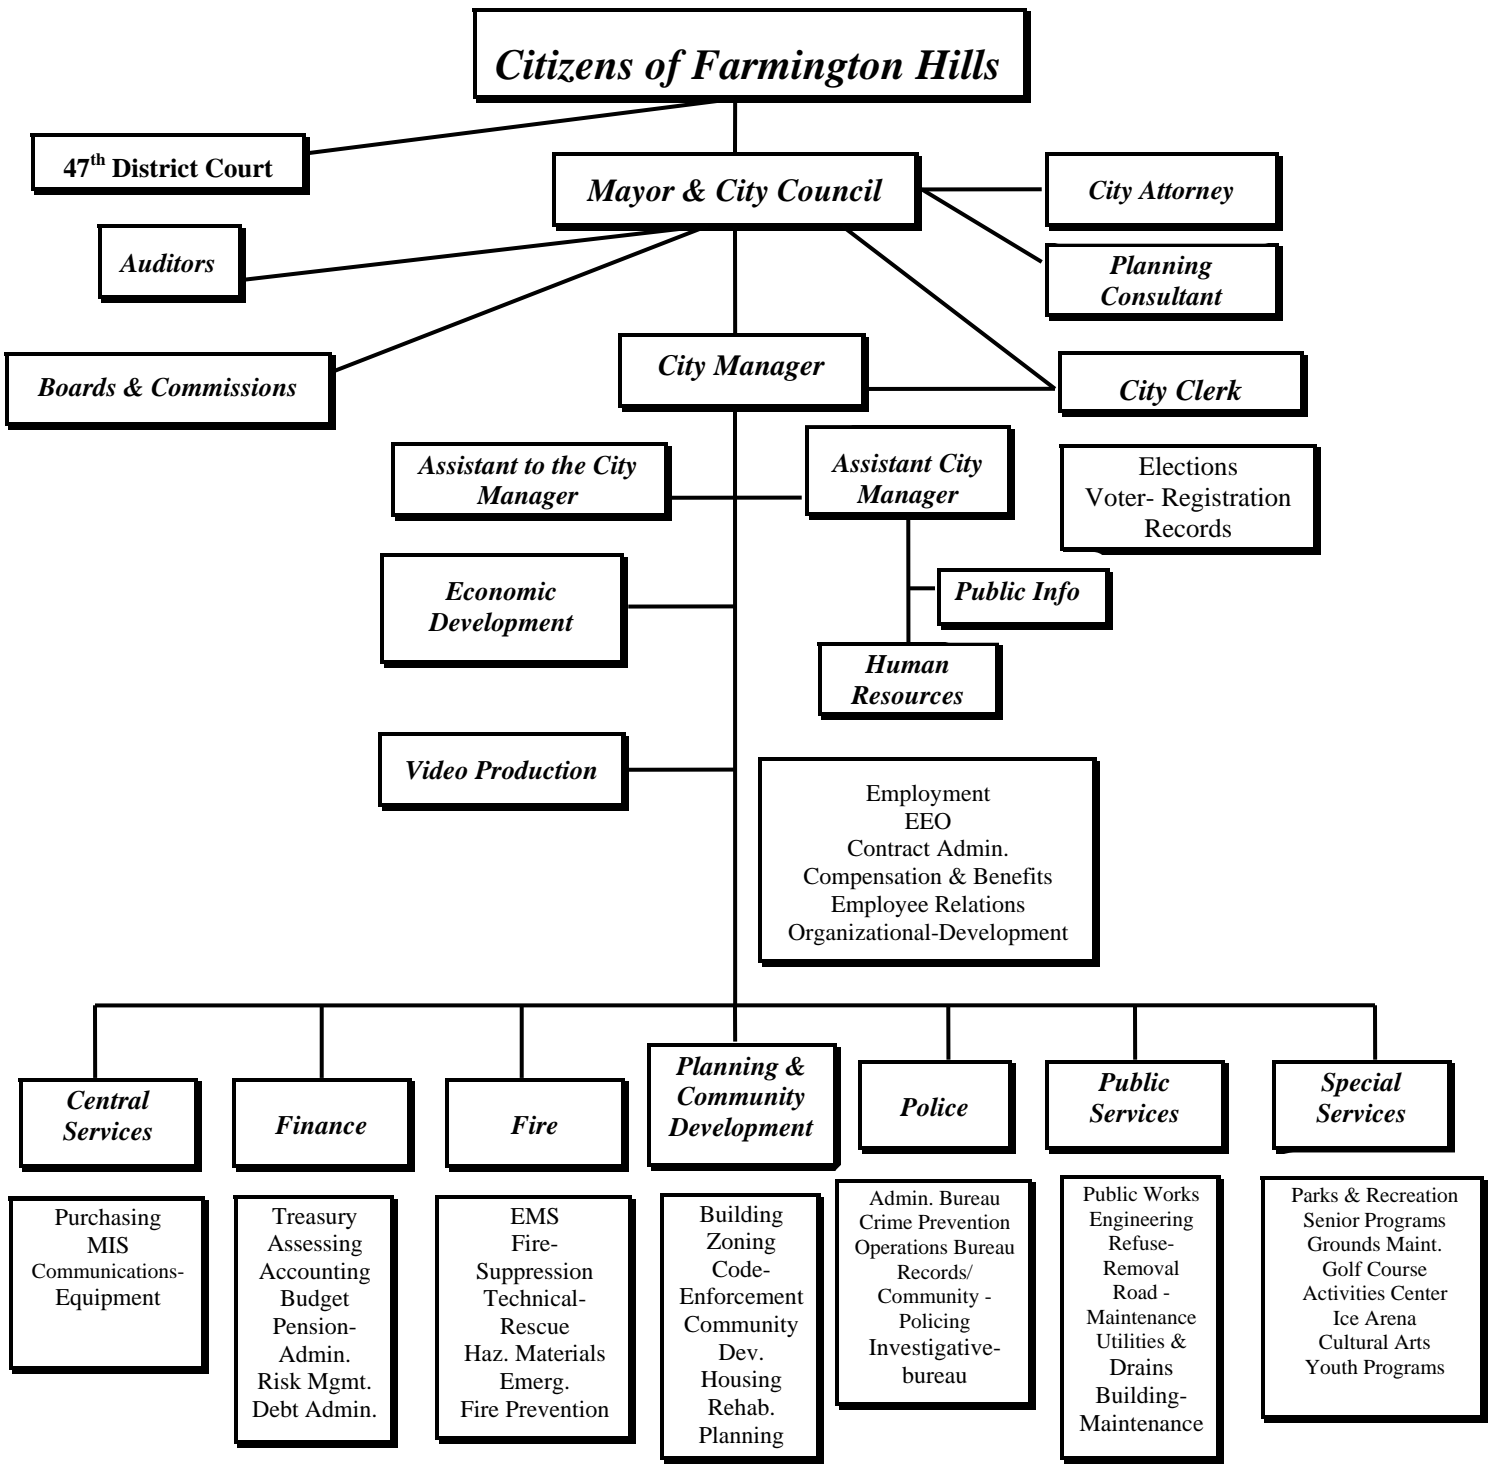 Citizens of Farmington Hills
47th District Court
Mayor & City Council
City Attorney
Auditors
Planning
Consultant
City Manager
Boards & Commissions
City Clerk
Assistant to the City
Manager
Assistant City
Manager
Elections
Voter- Registration
Records
Economic
Development
Public Info
Human
Resources
Video Production
Employment
EEO
Contract Admin.
Compensation & Benefits
Employee Relations
Organizational-Development
Central
Services
Finance
Fire
Planning &
Community
Development
Police
Public
Services
Special
Services
Purchasing
MIS
Communications-
Equipment
Treasury
Assessing
Accounting
Budget
Pension-
Admin.
Risk Mgmt.
Debt Admin.
EMS
Fire-
Suppression
Technical-
Rescue
Haz. Materials
Emerg.
Fire Prevention
Building
Zoning
Code-
Enforcement
Community
Dev.
Housing
Rehab.
Planning
Admin. Bureau
Crime Prevention
Operations Bureau
Records/
Community -
Policing
Investigative-
bureau
Public Works
Engineering
Refuse-
Removal
Road -
Maintenance
Utilities &
Drains
Building-
Maintenance
Parks & Recreation
Senior Programs
Grounds Maint.
Golf Course
Activities Center
Ice Arena
Cultural Arts
Youth Programs